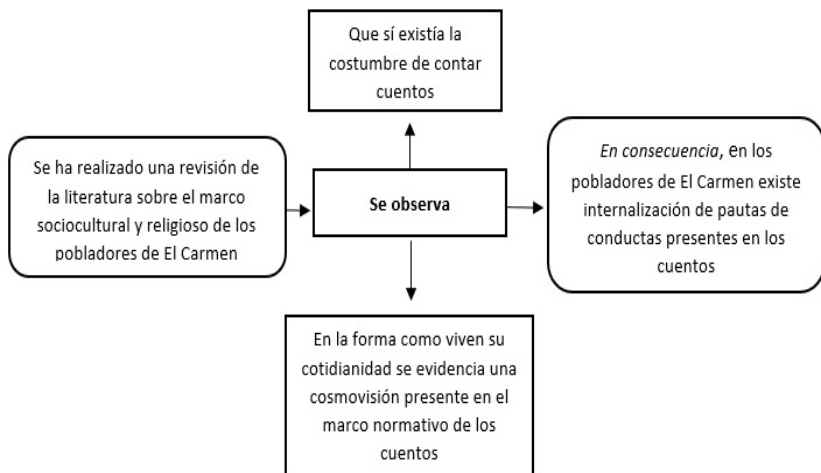 Que sí existía la
costumbre de contar
cuentos
Se ha realizado una revisión de
la literatura sobre el marco
sociocultural y religioso de los
pobladores de El Carmen
Se observa
En consecuencia, en los
pobladores de El Carmen existe
internalización de pautas de
conductas presentes en los
cuentos
En la forma como viven su
cotidianidad se evidencia una
cosmovisión presente en el
marco normativo de los
cuentos